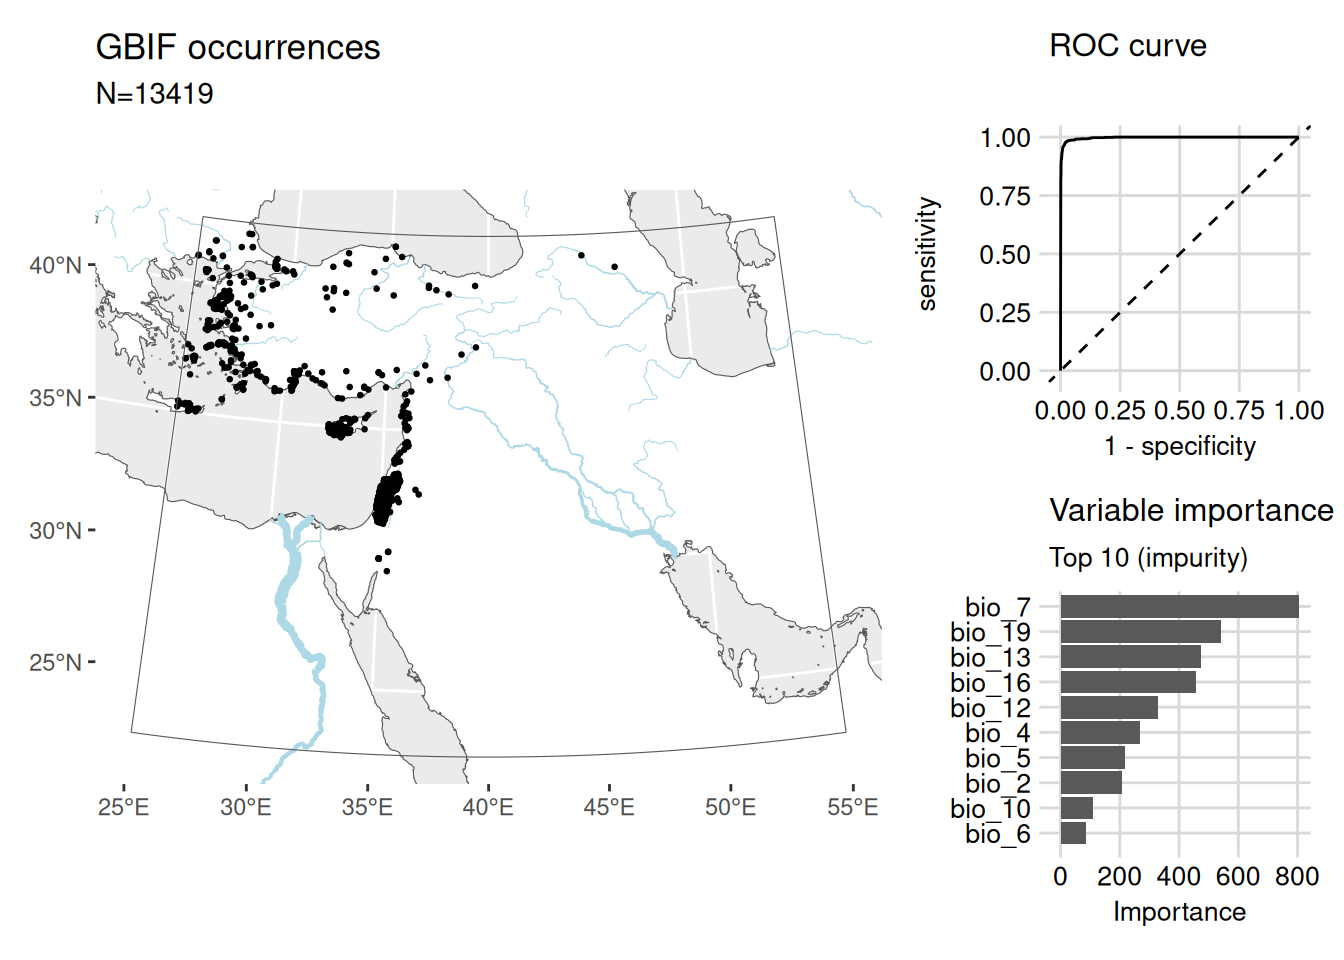 GBIF occurrences
N=13419
40°N
35°N
30°N
25°N
25°E 30°E 35°E 40°E 45°E 50°E 55°E
ROC curve
sensitivity
1.00
0.75
0.50
0.25
0.00
0.00 0.25 0.50 0.75 1.00
1 - specificity
Variable importance
Top 10 (impurity)
bio_7
bio_19
bio_13
bio_16
bio_12
bio_4
bio_5
bio_2
bio_10
bio_6
0 200 400 600 800
Importance